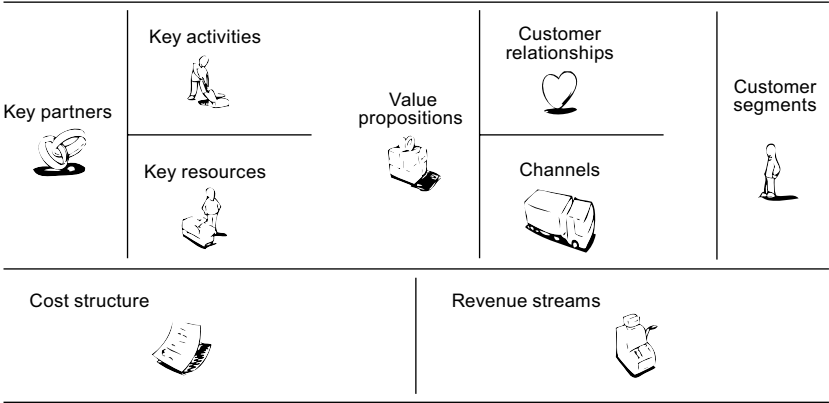 Key partners
Key activities
Key resources
Value
propositions
Customer
relationships
Channels
Customer
segments
Cost structure
Revenue streams